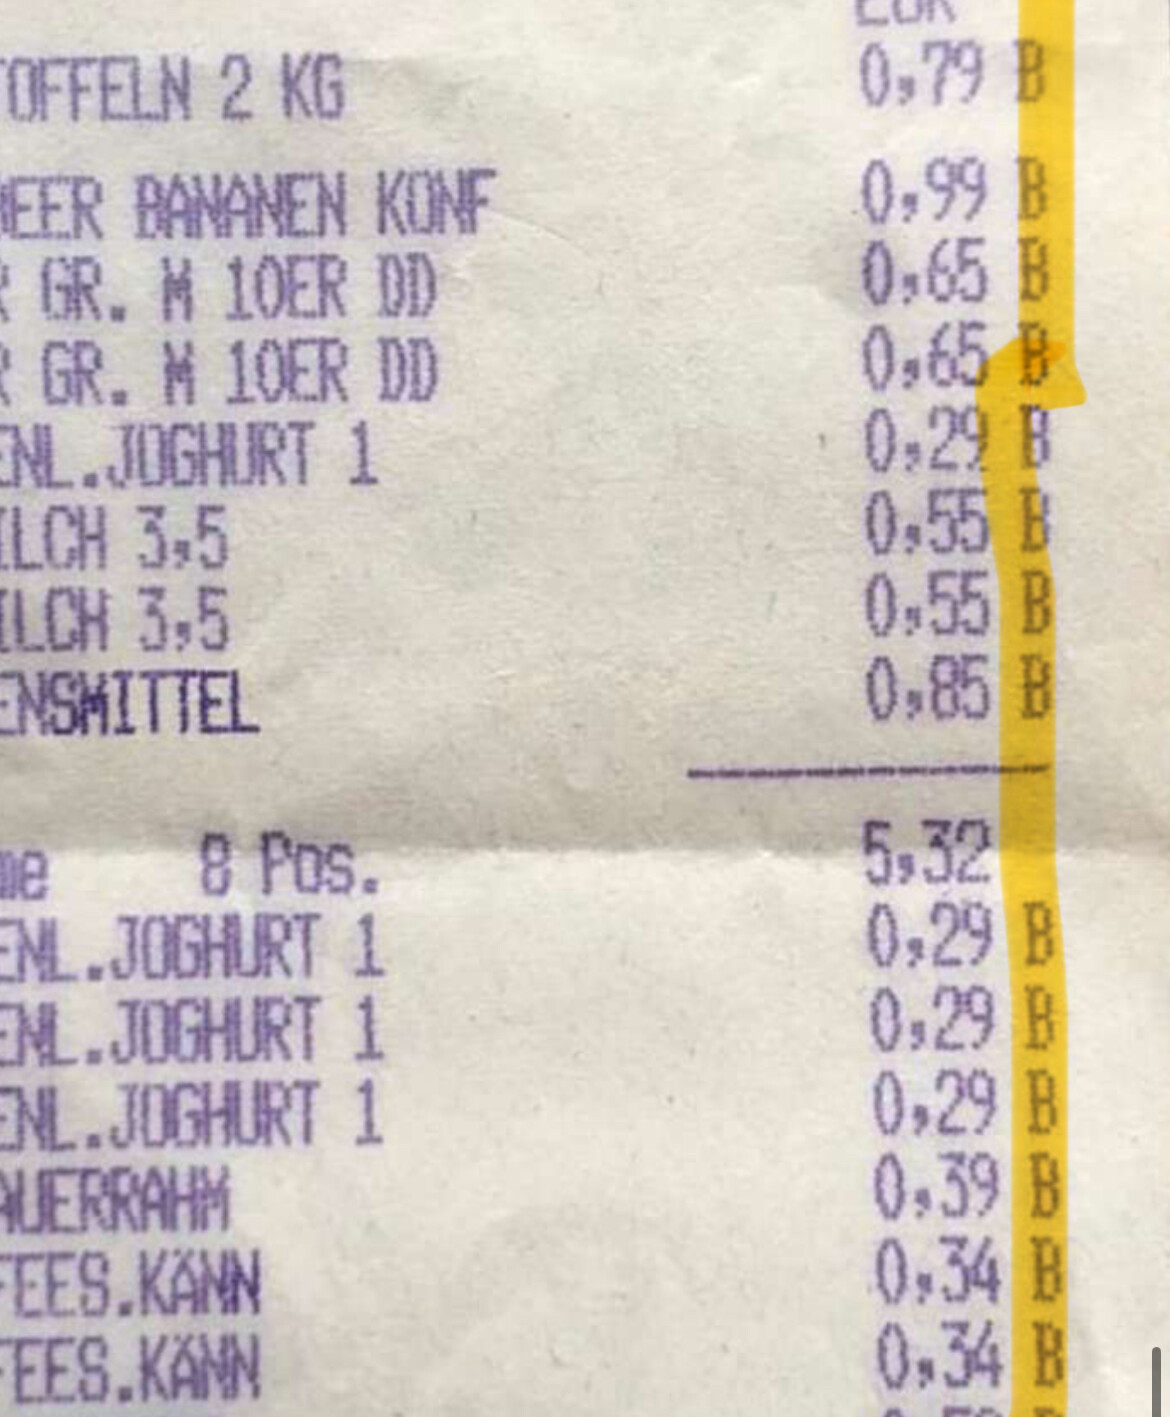 EUR
TOFFELN 2 KG 0,79 B
NEER BANANEN KONF 0,99 B
R GR. M 10ER DD 0,65 B
R GR. M 10ER DD 0,65 B
ENL.JOGHURT 1 0,29 B
ILCH 3,5 0,55 B
ILCH 3,5 0,55 B
ENSMITTEL 0,85 B
me 8 Pos. 5,32
ENL.JOGHURT 1 0,29 B
ENL.JOGHURT 1 0,29 B
ENL.JOGHURT 1 0,29 B
AUERRAHM 0,39 B
FEES.KÄNN 0,34 B
FEES.KÄNN 0,34 B